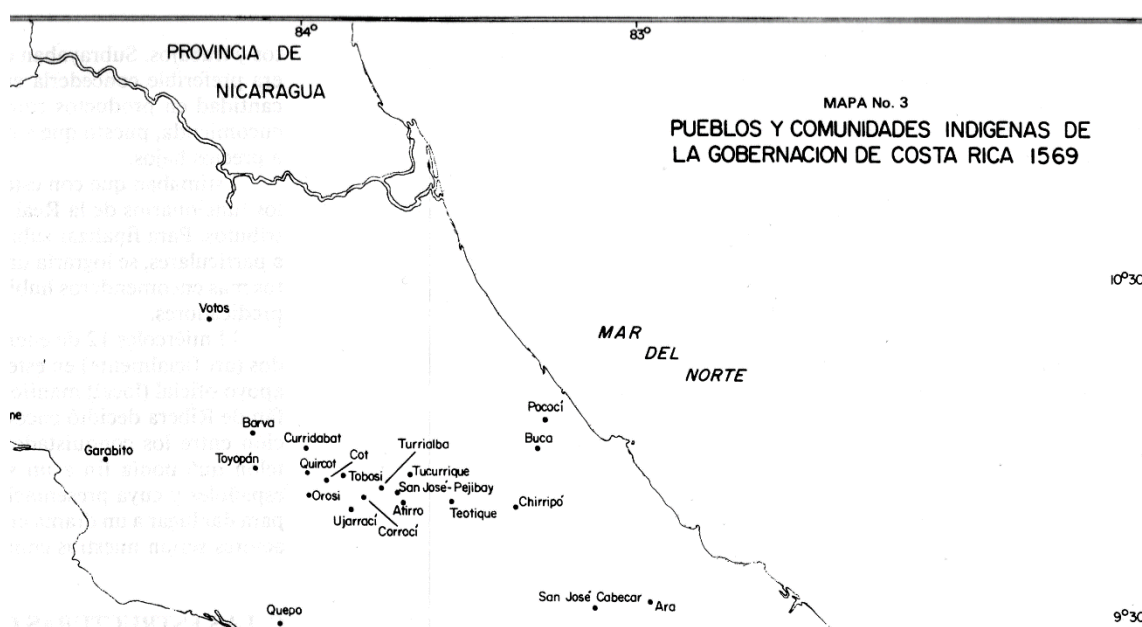 84°
83°
PROVINCIA DE
NICARAGUA
MAPA No. 3
PUEBLOS Y COMUNIDADES INDIGENAS DE
LA GOBERNACION DE COSTA RICA 1569
10°30
Votos
MAR
DEL
NORTE
ne
Pococí
Barva
Curridabat
Turrialba
Buca
Garabito
Toyopán
Quircot
Cot
Tobosi
Tucurrique
San José-Pejibay
Orosi
Atirro
Teotique
Chirripó
Ujarrací
Corrocí
San José Cabecar
Ara
Quepo
9°30